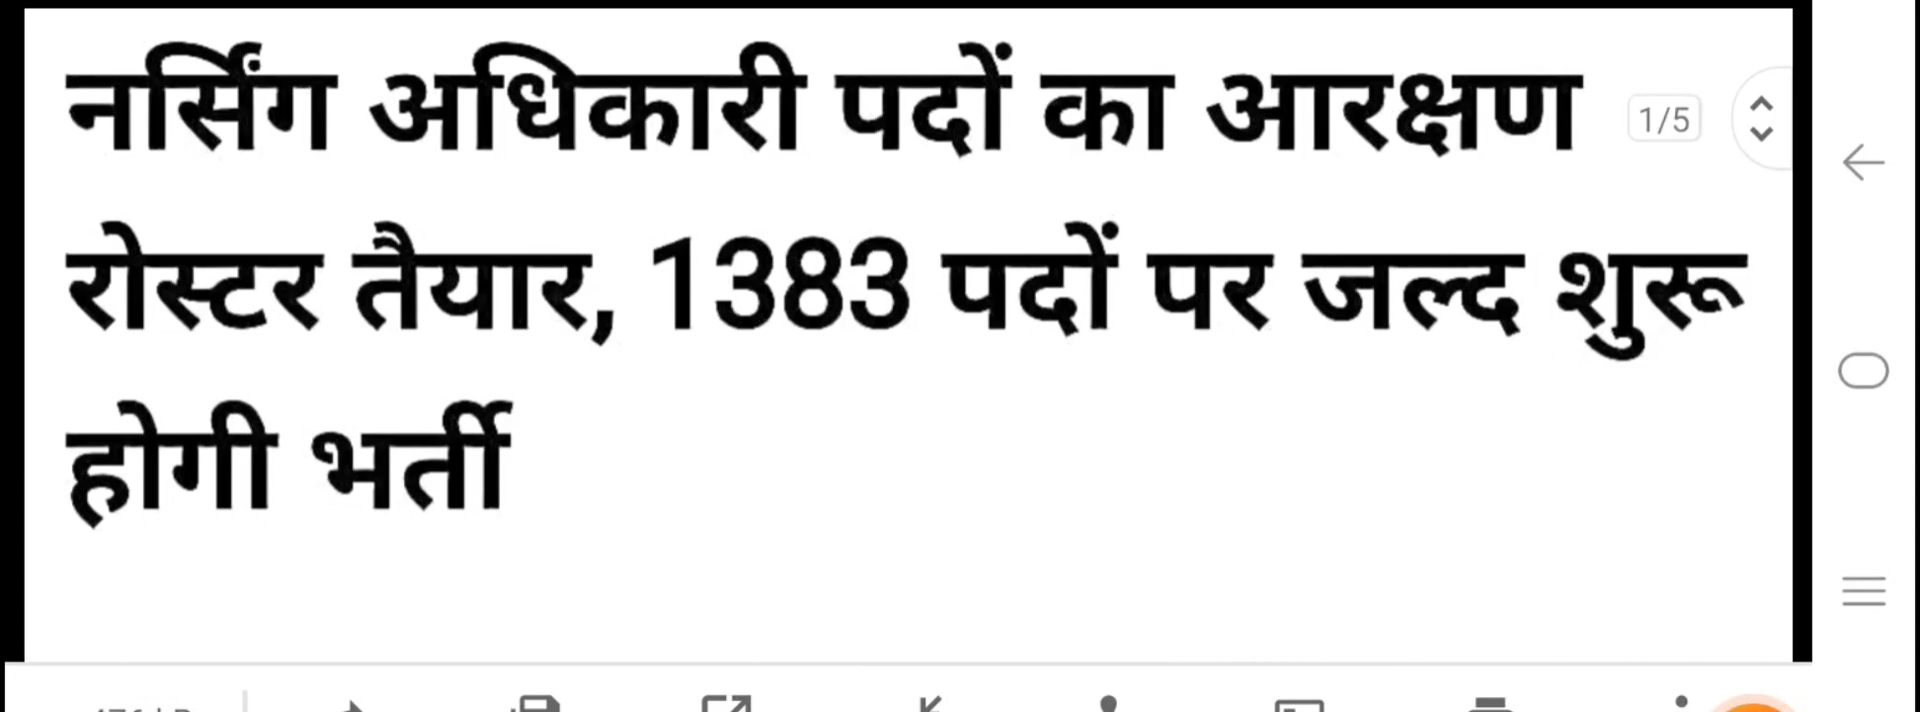 नर्सिंग अधिकारी पदों का आरक्षण
1/5
रोस्टर तैयार, 1383 पदों पर जल्द शुरू
होगी भर्ती